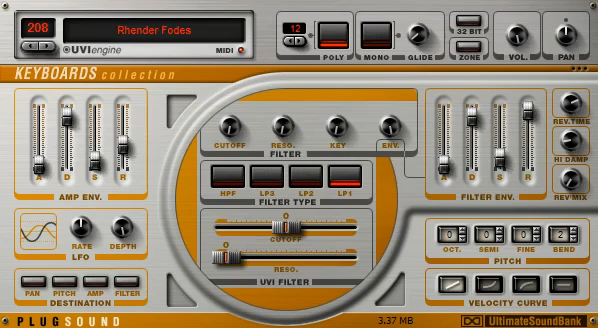 208
Rhender Fodes
UVIengine
MIDI
12
POLY
MONO
GLIDE
32 BIT
ZONE
VOL.
PAN
KEYBOARDS collection
A D S R
AMP ENV.
CUTOFF RESO. KEY ENV.
FILTER
HPF LP3 LP2 LP1
FILTER TYPE
0
CUTOFF
0
RESO.
UVI FILTER
A D S R
FILTER ENV.
REV.TIME
HI DAMP
REV'MIX
RATE DEPTH
LFO
PAN PITCH AMP FILTER
DESTINATION
0 0 0 2
OCT. SEMI FINE BEND
PITCH
VELOCITY CURVE
PLUGSOUND
3.37 MB
UltimateSoundBank